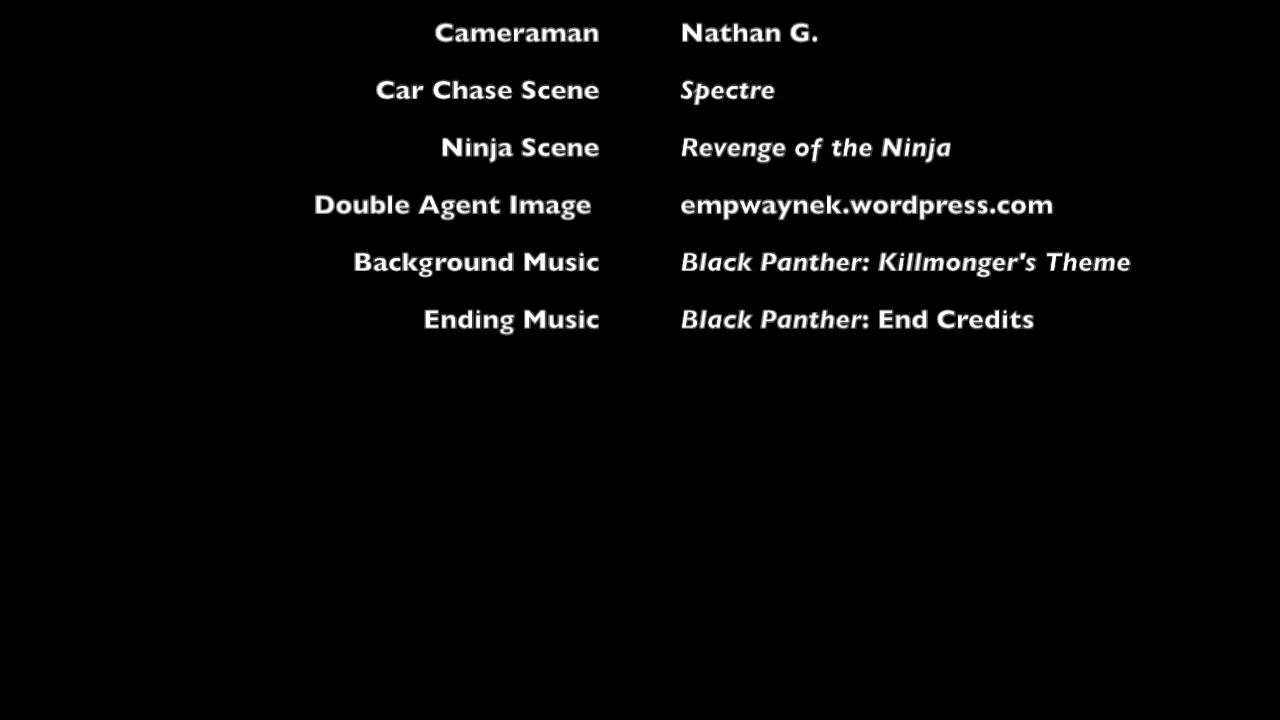 Cameraman Nathan G.
Car Chase Scene Spectre
Ninja Scene Revenge of the Ninja
Double Agent Image empwaynek.wordpress.com
Background Music Black Panther: Killmonger's Theme
Ending Music Black Panther: End Credits